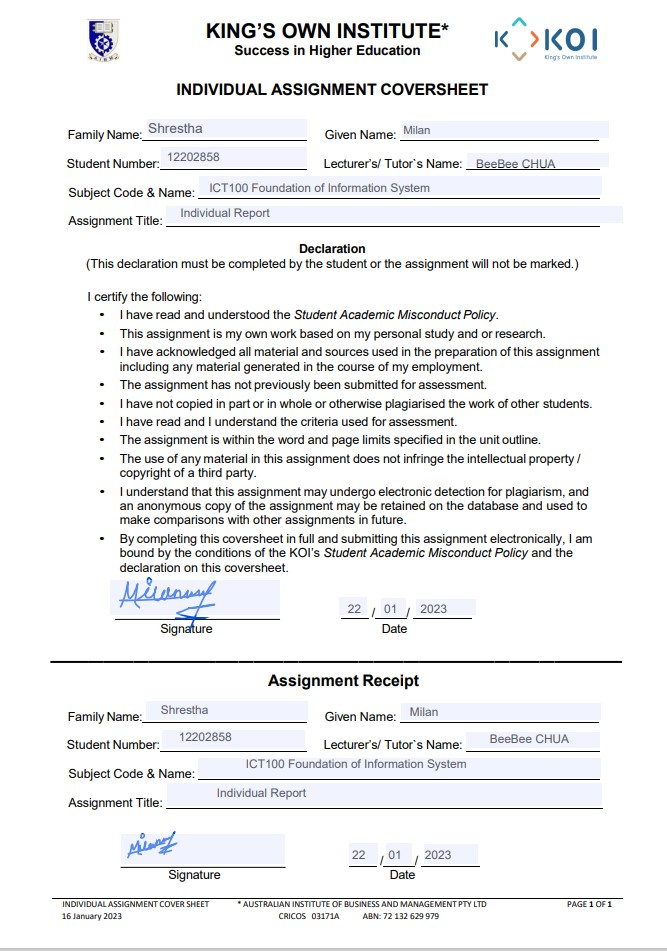 KING'S OWN INSTITUTE*
Success in Higher Education
KOI
King's Own Institute
INDIVIDUAL ASSIGNMENT COVERSHEET
Family Name: Shrestha Given Name: Milan
Student Number: 12202858 Lecturer's/ Tutor`s Name: BeeBee CHUA
Subject Code & Name: ICT100 Foundation of Information System
Assignment Title: Individual Report
Declaration
(This declaration must be completed by the student or the assignment will not be marked.)
I certify the following:
• I have read and understood the Student Academic Misconduct Policy.
• This assignment is my own work based on my personal study and or research.
• I have acknowledged all material and sources used in the preparation of this assignment
including any material generated in the course of my employment.
• The assignment has not previously been submitted for assessment.
• I have not copied in part or in whole or otherwise plagiarised the work of other students.
• I have read and I understand the criteria used for assessment.
• The assignment is within the word and page limits specified in the unit outline.
• The use of any material in this assignment does not infringe the intellectual property /
copyright of a third party.
• I understand that this assignment may undergo electronic detection for plagiarism, and
an anonymous copy of the assignment may be retained on the database and used to
make comparisons with other assignments in future.
• By completing this coversheet in full and submitting this assignment electronically, I am
bound by the conditions of the KOI's Student Academic Misconduct Policy and the
declaration on this coversheet.
22 / 01 / 2023
Signature Date
Assignment Receipt
Family Name: Shrestha Given Name: Milan
Student Number: 12202858 Lecturer's/ Tutor`s Name: BeeBee CHUA
Subject Code & Name: ICT100 Foundation of Information System
Assignment Title: Individual Report
22 / 01 / 2023
Signature Date
INDIVIDUAL ASSIGNMENT COVER SHEET * AUSTRALIAN INSTITUTE OF BUSINESS AND MANAGEMENT PTY LTD PAGE 1 OF 1
16 January 2023 CRICOS 03171A ABN: 72 132 629 979